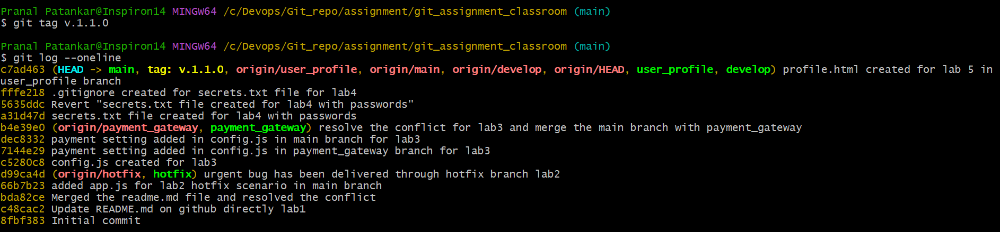 Pranal Patankar@Inspiron14 MINGW64 /c/Devops/Git_repo/assignment/git_assignment_classroom (main)
$ git tag v.1.1.0
Pranal Patankar@Inspiron14 MINGW64 /c/Devops/Git_repo/assignment/git_assignment_classroom (main)
$ git log --oneline
c7ad463 (HEAD -> main, tag: v.1.1.0, origin/user_profile, origin/main, origin/develop, origin/HEAD, user_profile, develop) profile.html created for lab 5 in
user_profile branch
fffe218 .gitignore created for secrets.txt file for lab4
5635ddc Revert "secrets.txt file created for lab4 with passwords"
a31d47d secrets.txt file created for lab4 with passwords
b4e39e0 (origin/payment_gateway, payment_gateway) resolve the conflict for lab3 and merge the main branch with payment_gateway
dec8332 payment setting added in config.js in main branch for lab3
7144e29 payment setting added in config.js in payment_gateway branch for lab3
c5280c8 config.js created for lab3
d99ca4d (origin/hotfix, hotfix) urgent bug has been delivered through hotfix branch lab2
66b7b23 added app.js for lab2 hotfix scenario in main branch
bda82ce Merged the readme.md file and resolved the conflict
c48cac2 Update README.md on github directly lab1
8fbf383 Initial commit